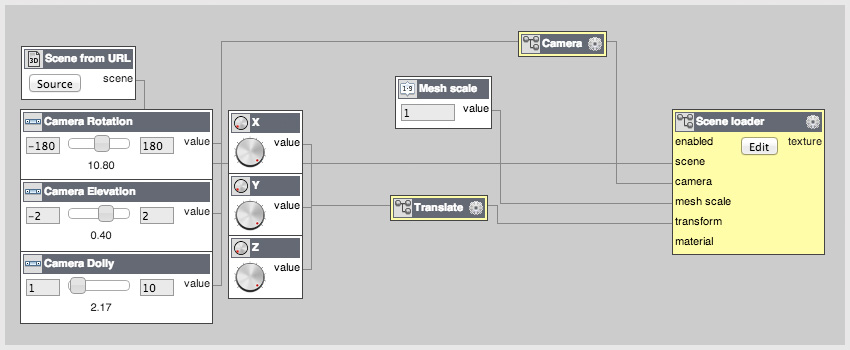 Scene from URL
Source
scene
Camera Rotation
-180
180
value
10.80
Camera Elevation
-2
2
value
0.40
Camera Dolly
1
10
value
2.17
X
value
Y
value
Z
value
Camera
Mesh scale
1
value
Translate
Scene loader
enabled
Edit
texture
scene
camera
mesh scale
transform
material